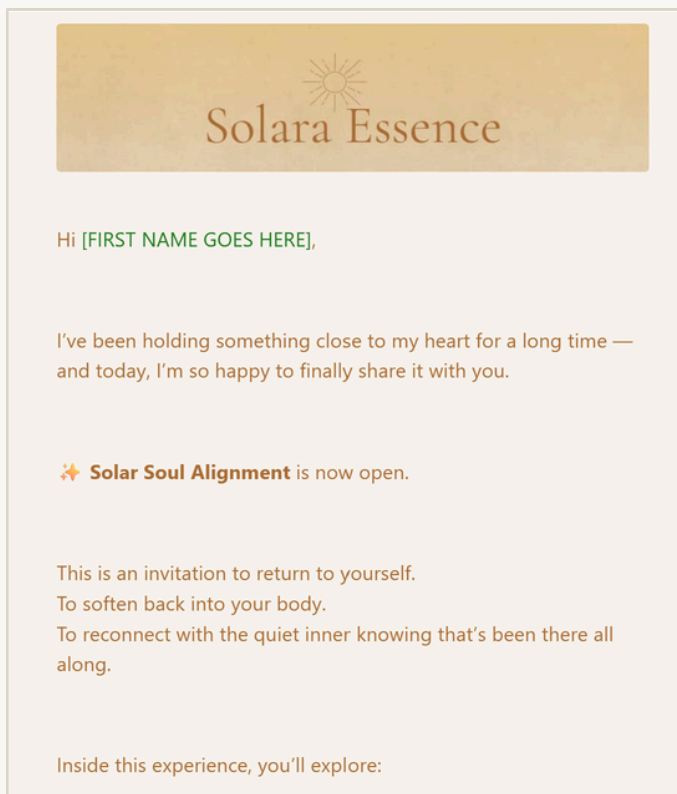 Solara Essence
Hi [FIRST NAME GOES HERE],
I’ve been holding something close to my heart for a long time —
and today, I’m so happy to finally share it with you.
✨ Solar Soul Alignment is now open.
This is an invitation to return to yourself.
To soften back into your body.
To reconnect with the quiet inner knowing that’s been there all
along.
Inside this experience, you’ll explore: